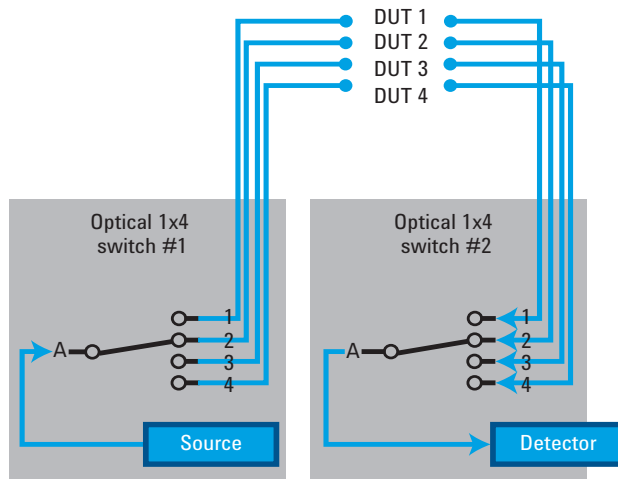 DUT 1
DUT 2
DUT 3
DUT 4
Optical 1x4
switch #1
A
1
2
3
4
Source
Optical 1x4
switch #2
A
1
2
3
4
Detector